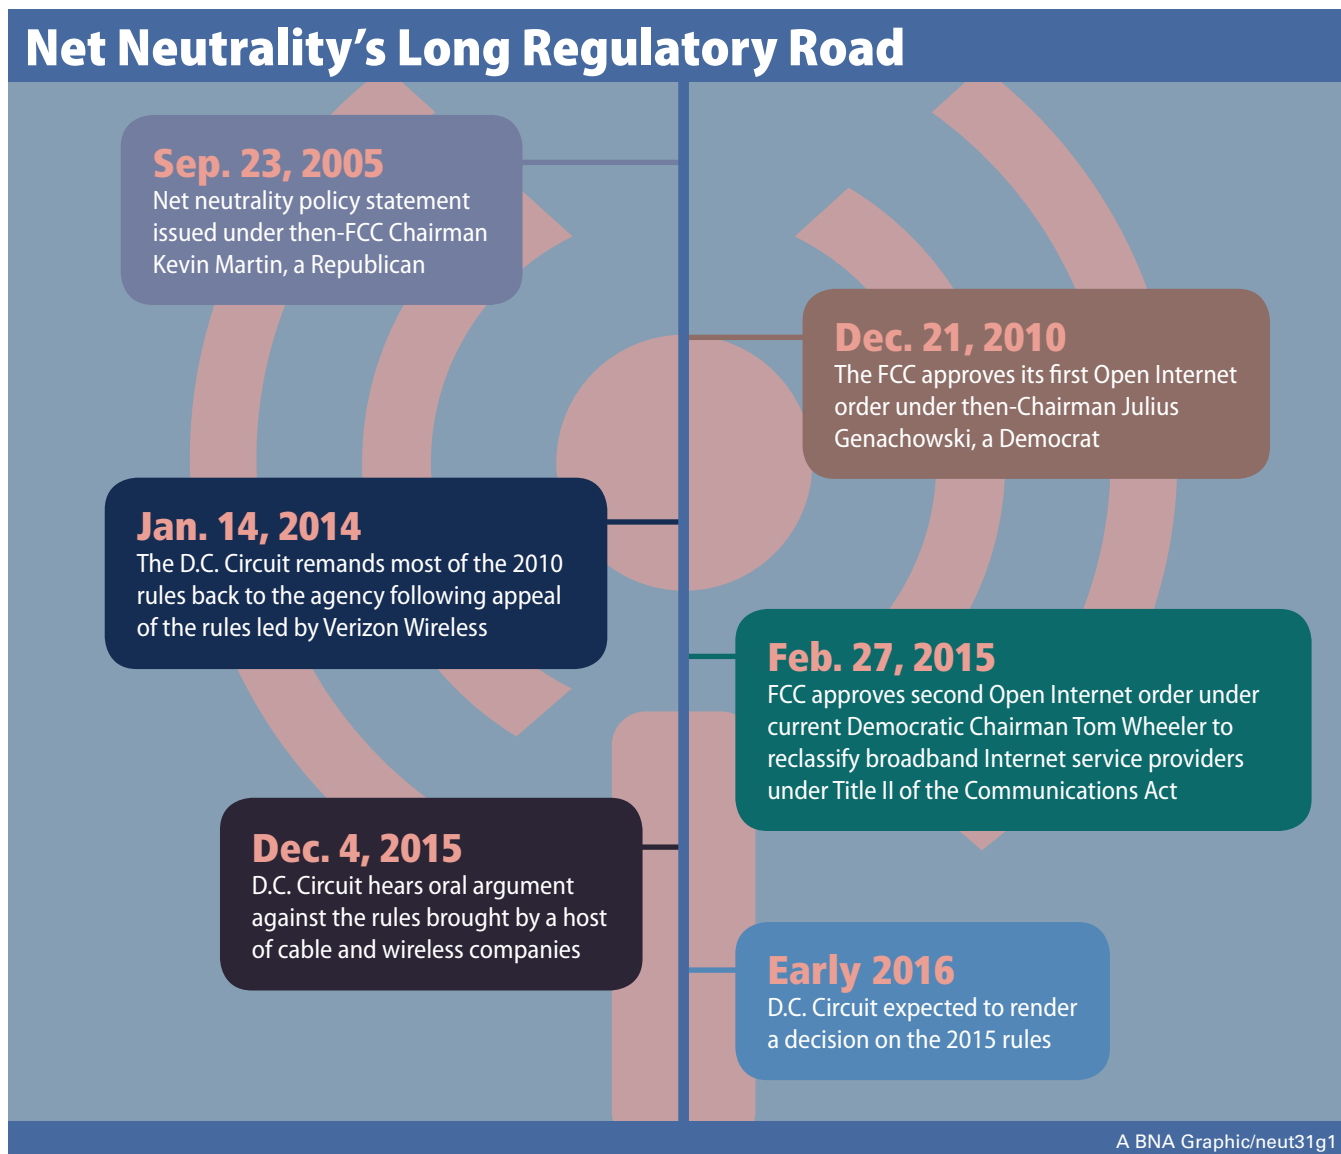 Net Neutrality’s Long Regulatory Road
Sep. 23, 2005
Net neutrality policy statement
issued under then-FCC Chairman
Kevin Martin, a Republican
Dec. 21, 2010
The FCC approves its first Open Internet
order under then-Chairman Julius
Genachowski, a Democrat
Jan. 14, 2014
The D.C. Circuit remands most of the 2010
rules back to the agency following appeal
of the rules led by Verizon Wireless
Feb. 27, 2015
FCC approves second Open Internet order under
current Democratic Chairman Tom Wheeler to
reclassify broadband Internet service providers
under Title II of the Communications Act
Dec. 4, 2015
D.C. Circuit hears oral argument
against the rules brought by a host
of cable and wireless companies
Early 2016
D.C. Circuit expected to render
a decision on the 2015 rules
A BNA Graphic/neut31g1